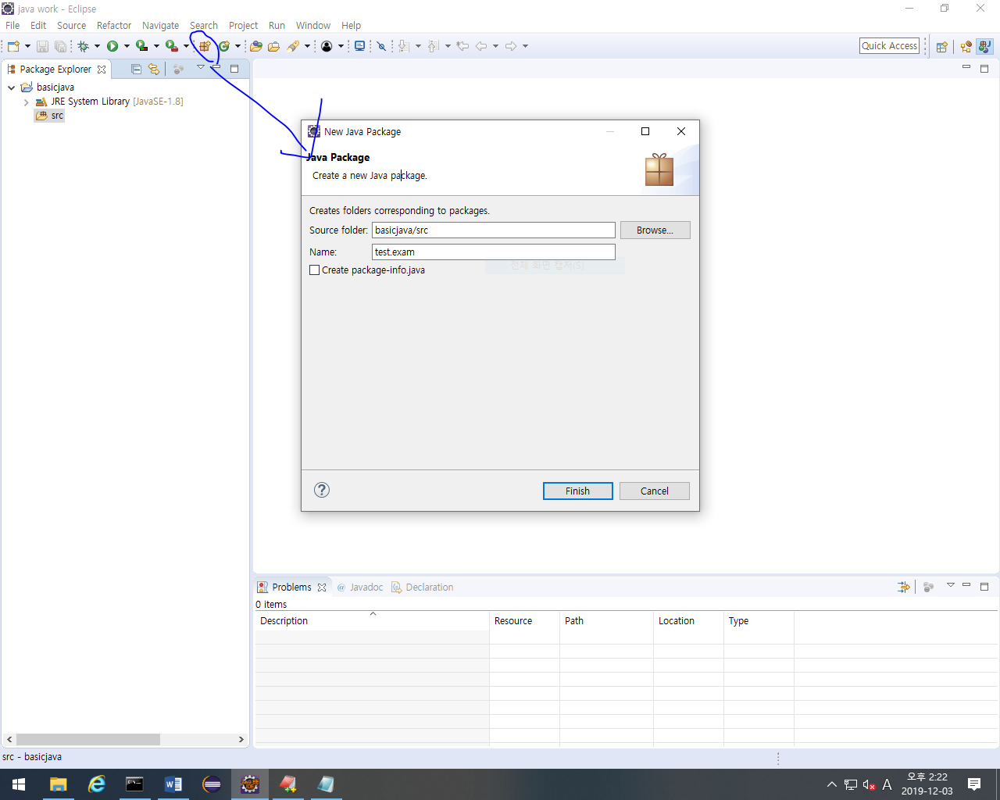 java work - Eclipse
File Edit Source Refactor Navigate Search Project Run Window Help
Quick Access
Package Explorer
basicjava
JRE System Library [JavaSE-1.8]
src
New Java Package
Java Package
Create a new Java package.
Creates folders corresponding to packages.
Source folder: basicjava/src Browse...
Name: test.exam
전체 화면 캡처(S)
Create package-info.java
? Finish Cancel
Problems @ Javadoc Declaration
0 items
Description Resource Path Location Type
src - basicjava
A 오후 2:22
2019-12-03